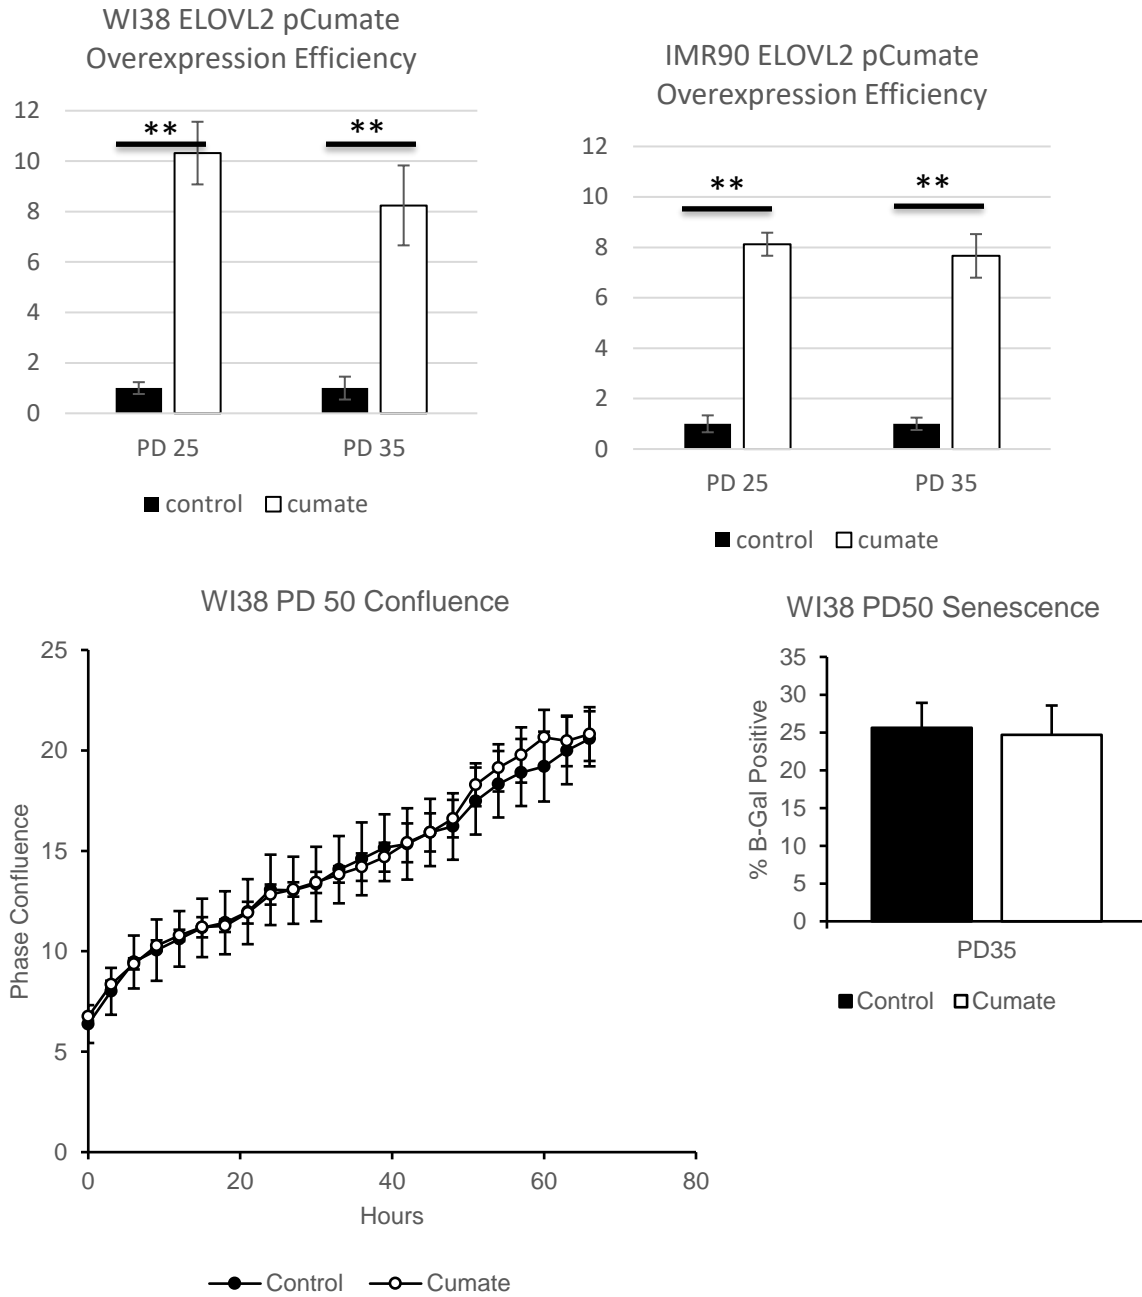 WI38 ELOVL2 pCumate
Overexpression Efficiency
12
10
8
6
4
2
0
**
**
PD 25
PD 35
control
cumate
IMR90 ELOVL2 pCumate
Overexpression Efficiency
12
10
8
6
4
2
0
**
**
PD 25
PD 35
control
cumate
WI38 PD 50 Confluence
Phase Confluence
25
20
15
10
5
0
0
20
40
60
80
Hours
Control
Cumate
WI38 PD50 Senescence
% B-Gal Positive
35
30
25
20
15
10
5
0
PD35
Control
Cumate